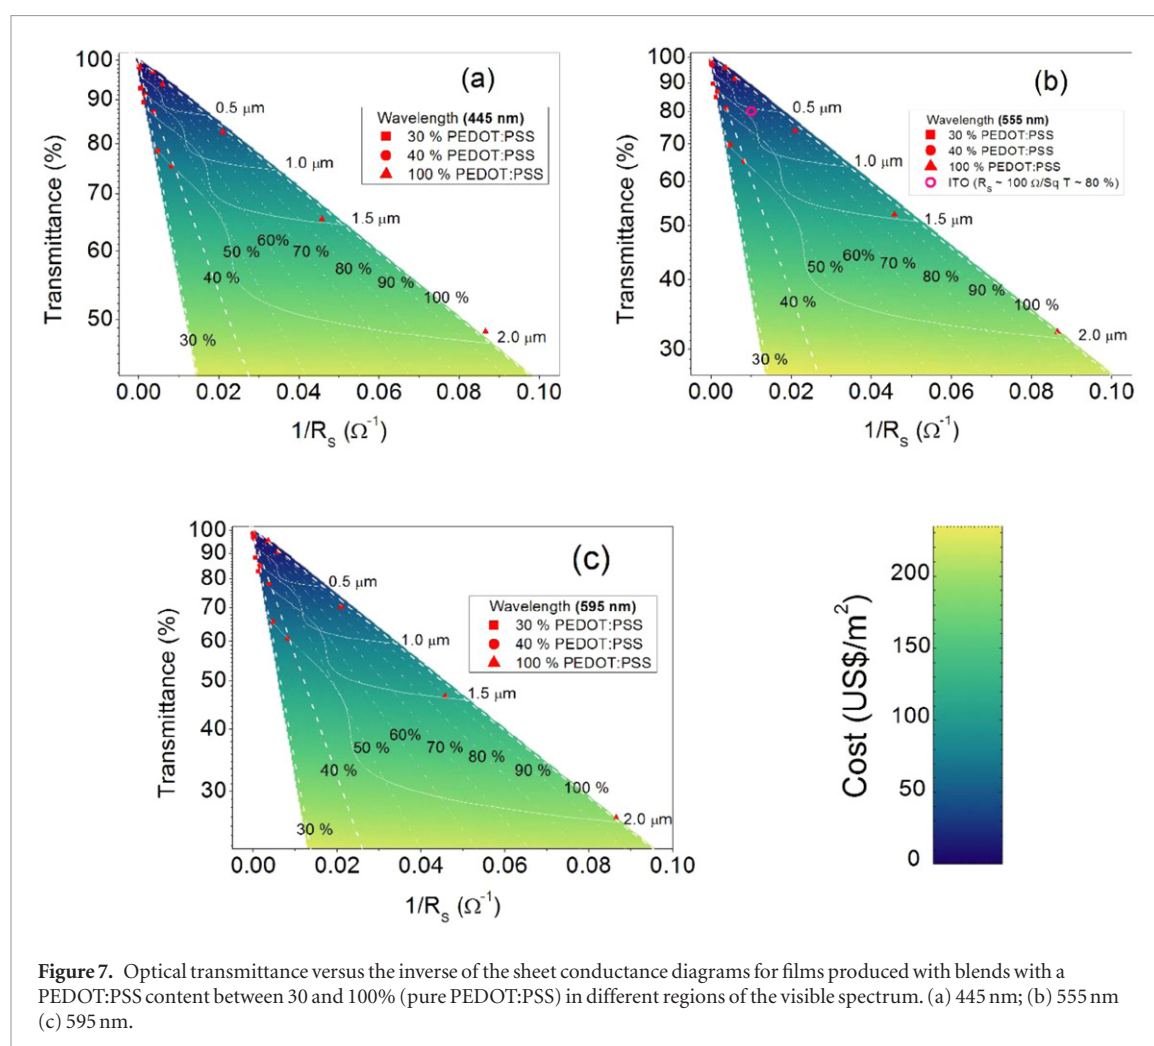 (a)
100
90
80
70
60
50
Transmittance (%)
Wavelength (445 nm)
30 % PEDOT:PSS
40 % PEDOT:PSS
100 % PEDOT:PSS
0.5 µm
1.0 µm
1.5 µm
2.0 µm
30 %
40 %
50 %
60%
70 %
80 %
90 %
100 %
0.00 0.02 0.04 0.06 0.08 0.10
1/Rs (Ω-1)
(b)
100
90
80
70
60
50
40
30
Transmittance (%)
Wavelength (555 nm)
30 % PEDOT:PSS
40 % PEDOT:PSS
100 % PEDOT:PSS
ITO (Rs ~ 100 Ω/Sq T ~ 80 %)
0.5 µm
1.0 µm
1.5 µm
2.0 µm
30 %
40 %
50 %
60%
70 %
80 %
90 %
100 %
0.00 0.02 0.04 0.06 0.08 0.10
1/Rs (Ω-1)
(c)
100
90
80
70
60
50
40
30
Transmittance (%)
Wavelength (595 nm)
30 % PEDOT:PSS
40 % PEDOT:PSS
100 % PEDOT:PSS
0.5 µm
1.0 µm
1.5 µm
2.0 µm
30 %
40 %
50 %
60%
70 %
80 %
90 %
100 %
0.00 0.02 0.04 0.06 0.08 0.10
1/Rs (Ω-1)
Cost (US$/m2)
200
150
100
50
0
Figure 7. Optical transmittance versus the inverse of the sheet conductance diagrams for films produced with blends with a
PEDOT:PSS content between 30 and 100% (pure PEDOT:PSS) in different regions of the visible spectrum. (a) 445 nm; (b) 555 nm
(c) 595 nm.